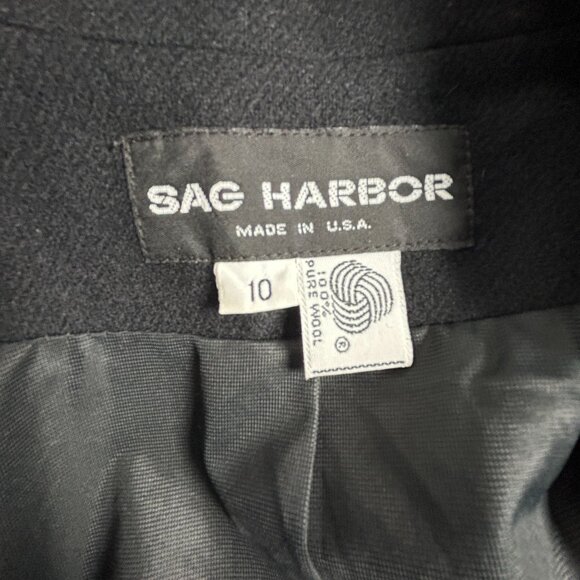 SAG HARBOR
MADE IN U.S.A.
10
100%
PURE WOOL
®